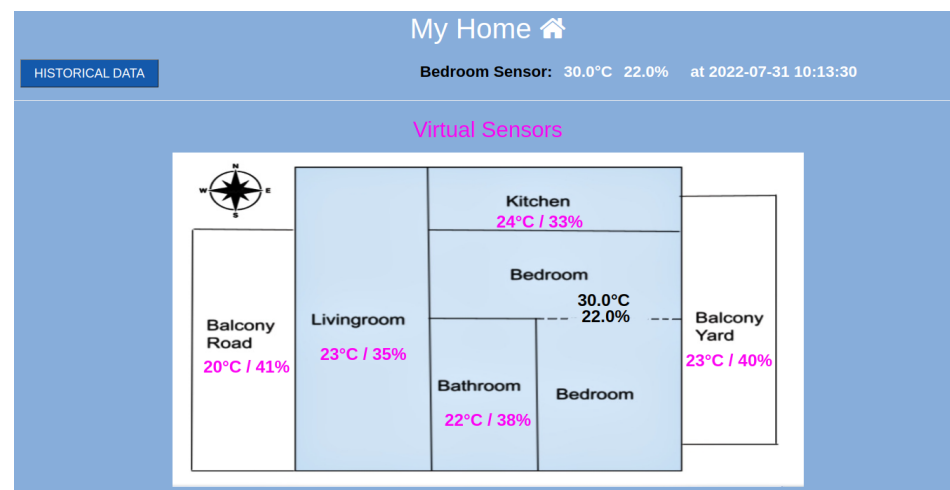 My Home
HISTORICAL DATA
Bedroom Sensor: 30.0°C 22.0% at 2022-07-31 10:13:30
Virtual Sensors
N
W E
S
Kitchen
24°C / 33%
Bedroom
30.0°C
22.0%
Livingroom
23°C / 35%
Balcony
Road
20°C / 41%
Balcony
Yard
23°C / 40%
Bathroom
22°C / 38%
Bedroom